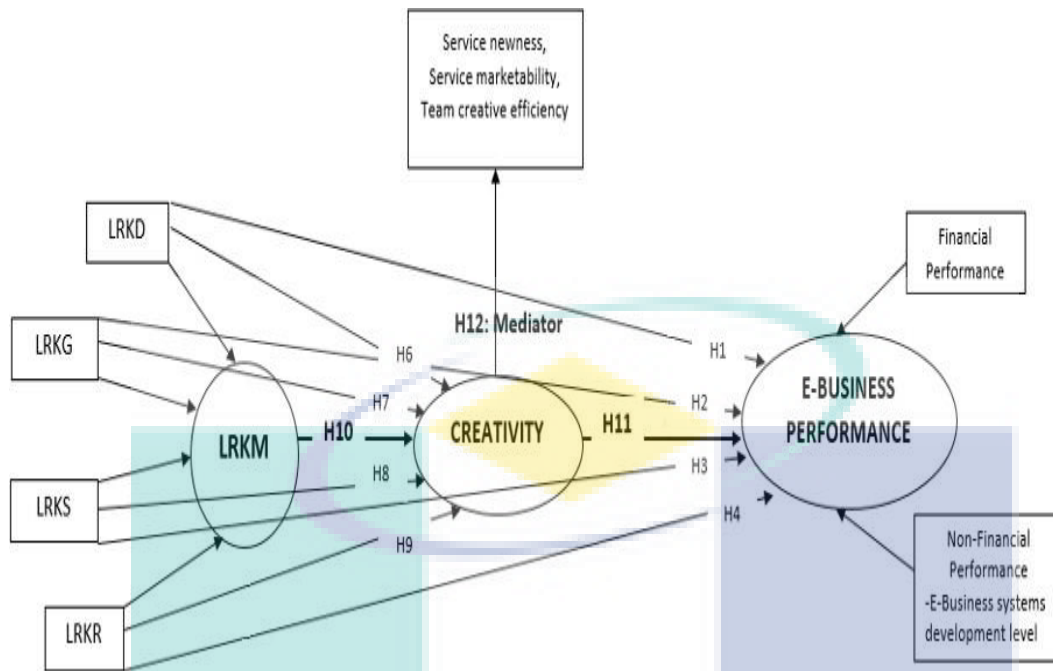 Service newness,
Service marketability,
Team creative efficiency
LRKD
Financial
Performance
LRKG
H12: Mediator
H6
H1
H7
H2
E-BUSINESS
PERFORMANCE
LRKM
H10
CREATIVITY
H11
LRKS
H8
H3
H9
H4
Non-Financial
Performance
-E-Business systems
development level
LRKR